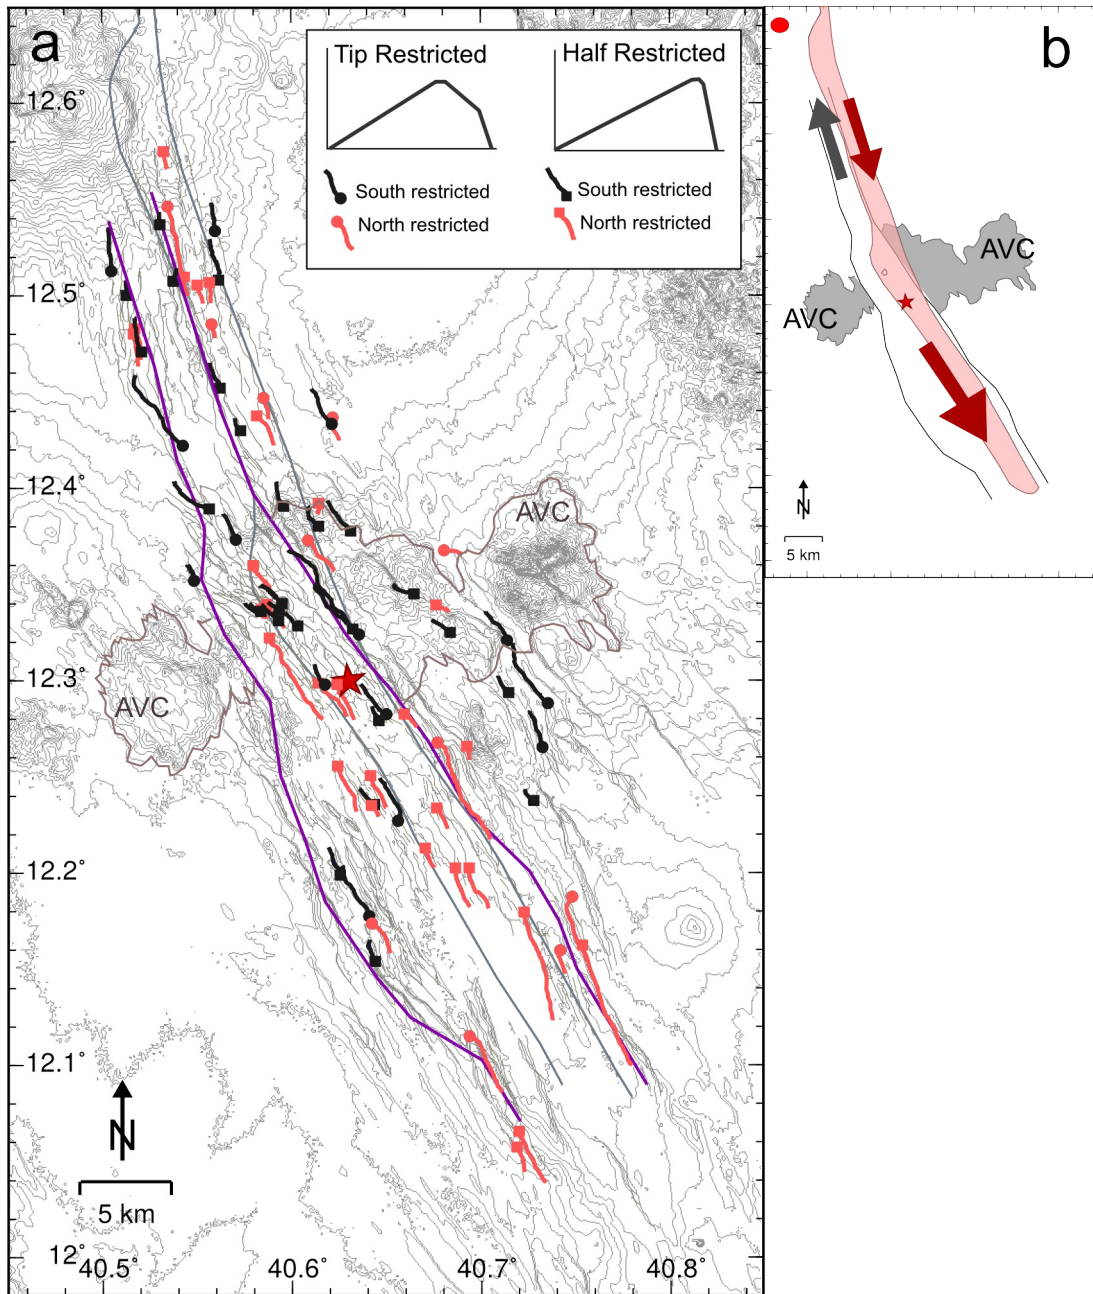 a
Tip Restricted
Half Restricted
South restricted
North restricted
South restricted
North restricted
12.6°
12.5°
12.4°
12.3°
12.2°
12.1°
12°
40.5°
40.6°
40.7°
40.8°
AVC
AVC
N
5 km
b
AVC
AVC
N
5 km